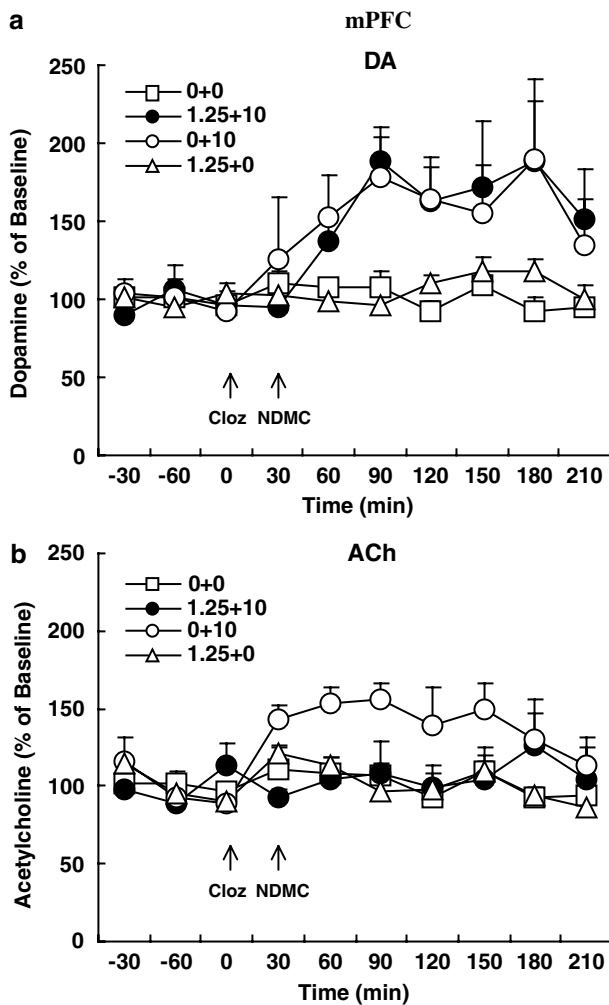 a
mPFC
DA
0+0
1.25+10
0+10
1.25+0
Dopamine (% of Baseline)
250
200
150
100
50
0
Cloz NDMC
-30 -60 0 30 60 90 120 150 180 210
Time (min)
b
ACh
0+0
1.25+10
0+10
1.25+0
Acetylcholine (% of Baseline)
250
200
150
100
50
0
Cloz NDMC
-30 -60 0 30 60 90 120 150 180 210
Time (min)